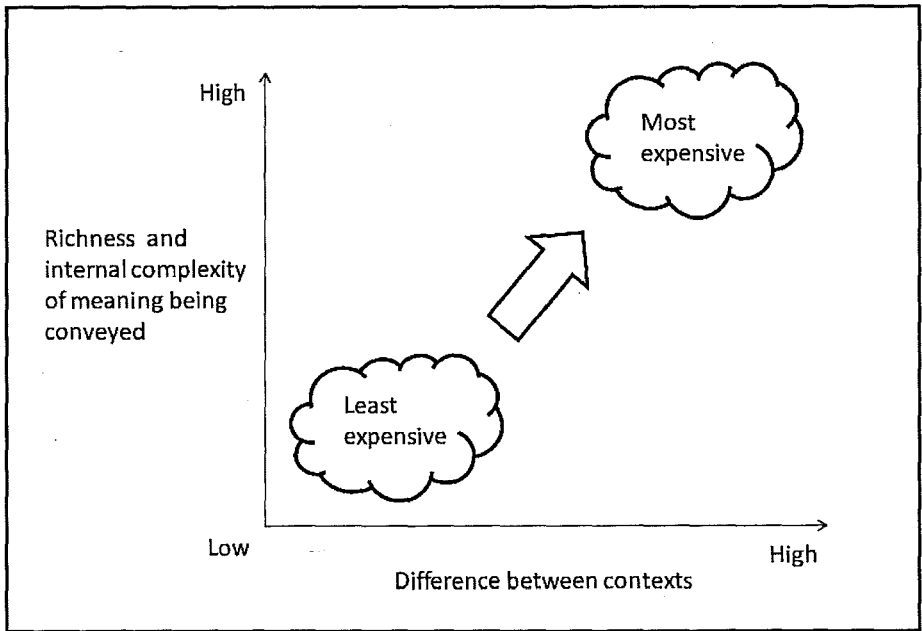 High
Most
expensive
Richness and
internal complexity
of meaning being
conveyed
Least
expensive
Low
High
Difference between contexts